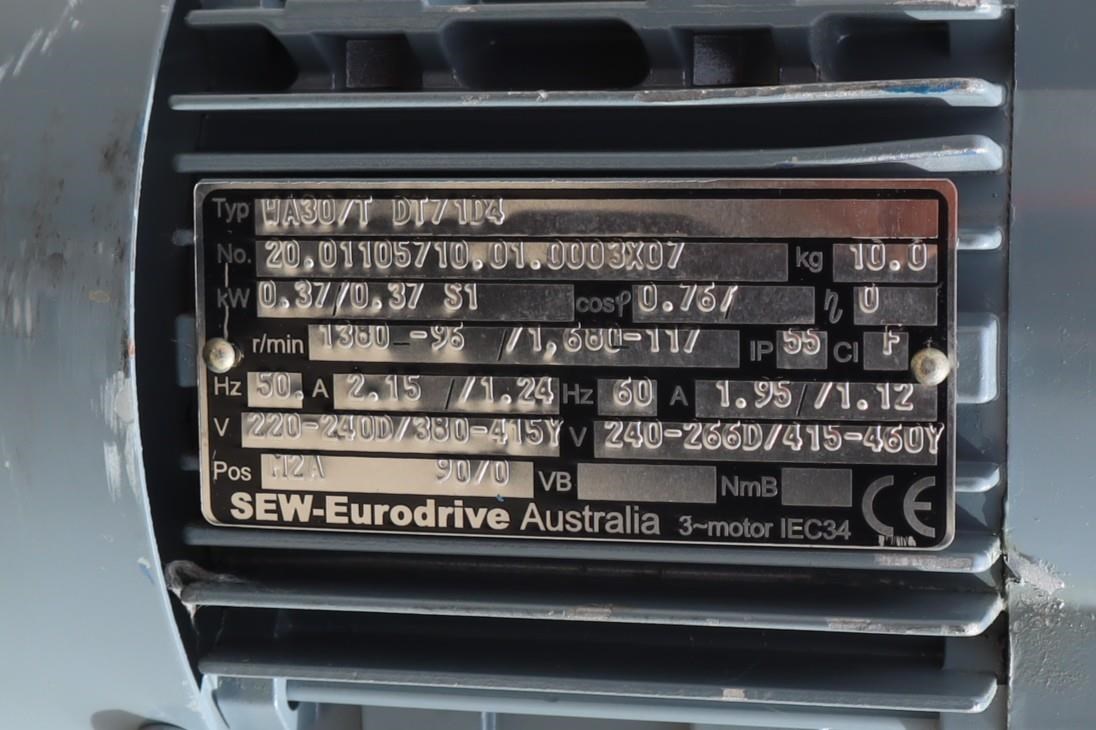 Typ WA30/T DT71D4
No. 20.01105710.01.0003X07 kg 10.0
kW 0.37/0.37 S1 cosφ 0.76/ η 0
r/min 1380 -96 /1,680-117 IP 55 Cl F
Hz 50. A 2.15 /1.24 Hz 60 A 1.95 /1.12
V 220-240D/380-415Y V 240-266D/415-460Y
Pos M2A 90/0 VB NmB
SEW-Eurodrive Australia 3~motor IEC34 CE